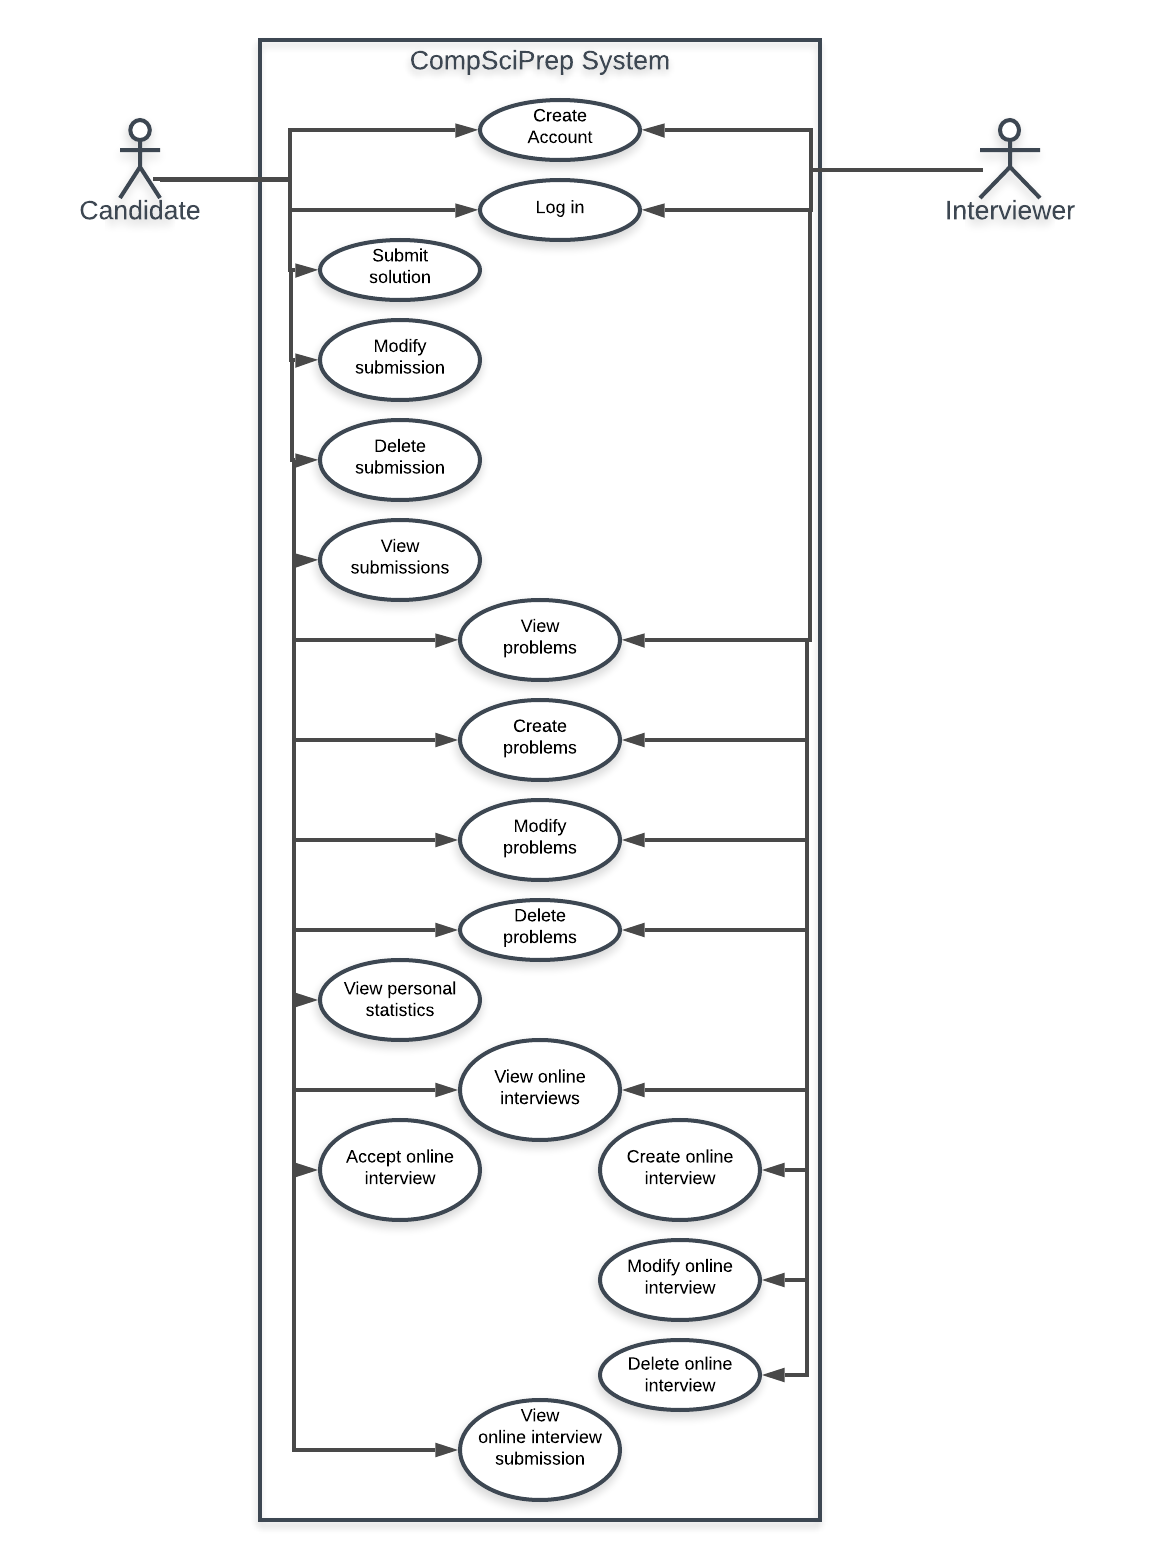 CompSciPrep System
Create
Account
Candidate
Interviewer
Log in
Submit
solution
Modify
submission
Delete
submission
View
submissions
View
problems
Create
problems
Modify
problems
Delete
problems
View personal
statistics
View online
interviews
Accept online
interview
Create online
interview
Modify online
interview
Delete online
interview
View
online interview
submission